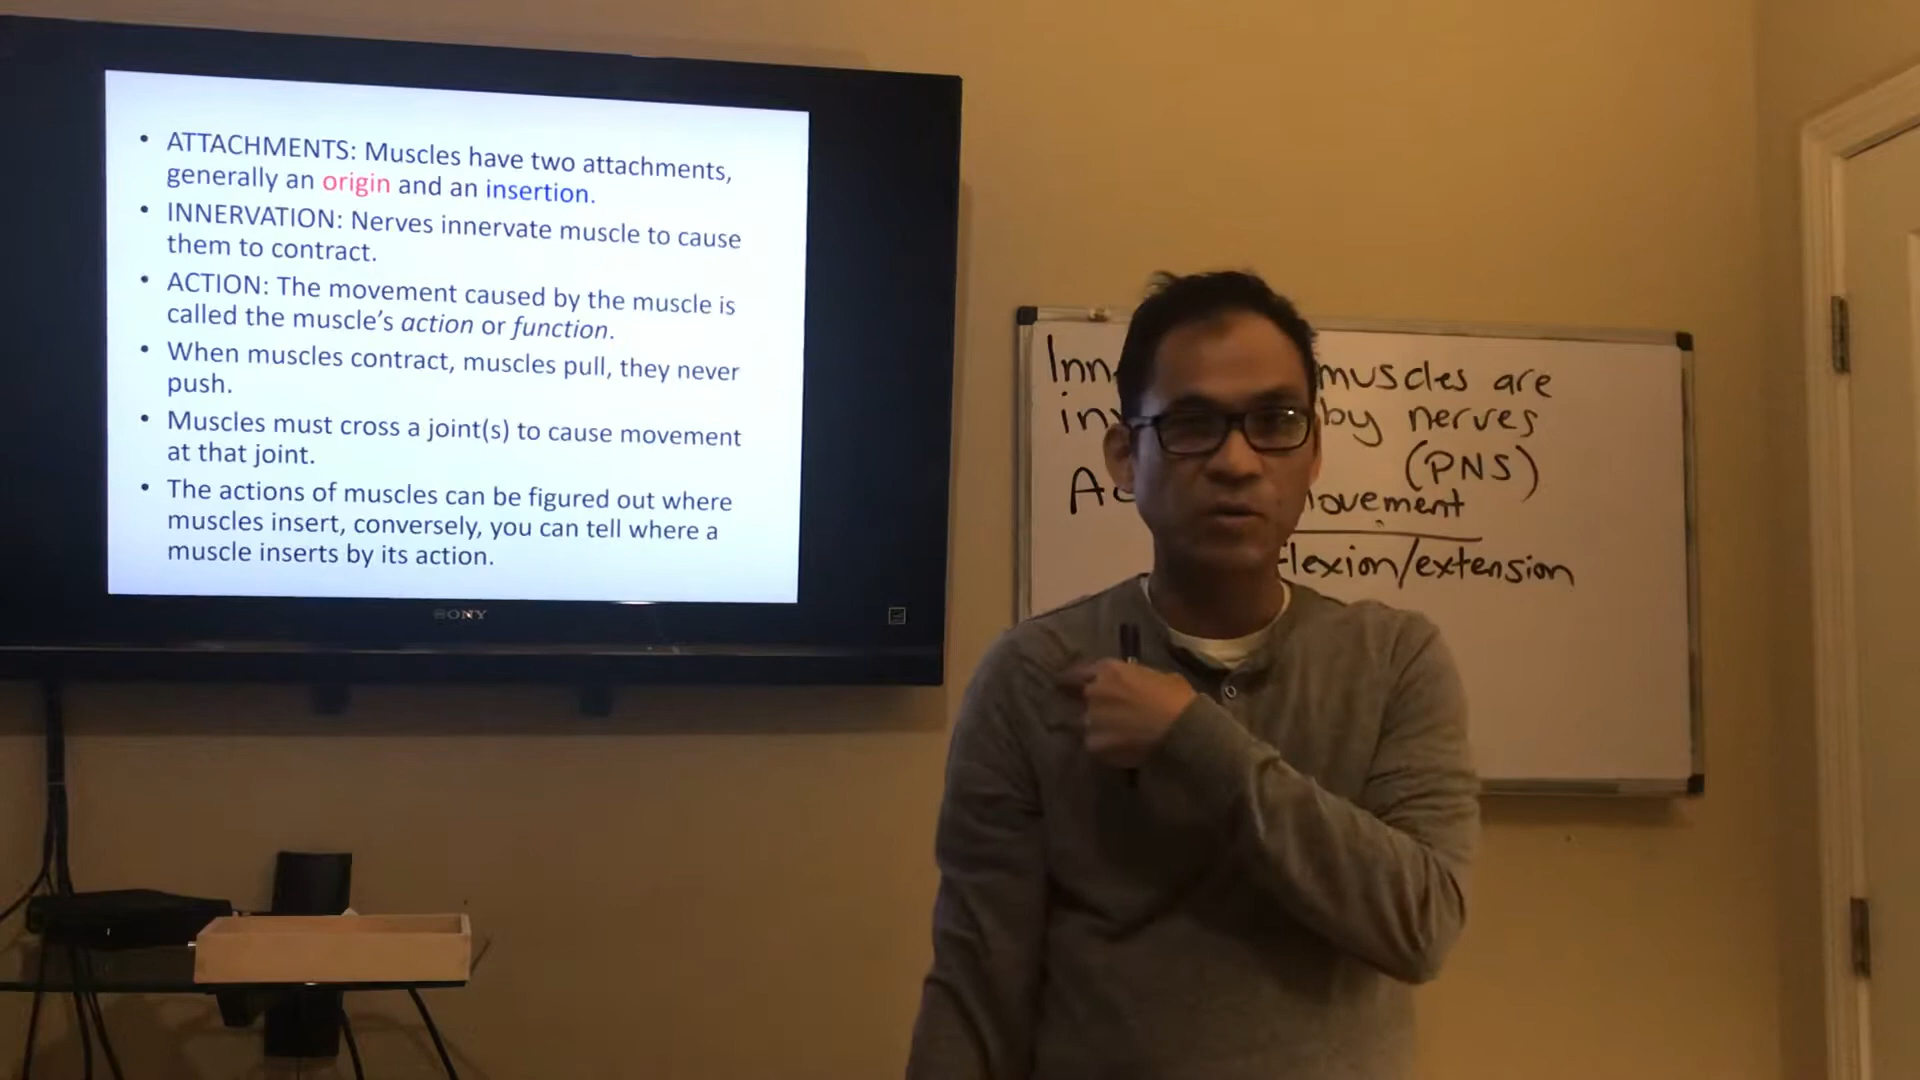 • ATTACHMENTS: Muscles have two attachments,
generally an origin and an insertion.
• INNERVATION: Nerves innervate muscle to cause
them to contract.
• ACTION: The movement caused by the muscle is
called the muscle's action or function.
• When muscles contract, muscles pull, they never
push.
• Muscles must cross a joint(s) to cause movement
at that joint.
• The actions of muscles can be figured out where
muscles insert, conversely, you can tell where a
muscle inserts by its action.
SONY
muscles are
by nerves
(PNS)
flexion/extension